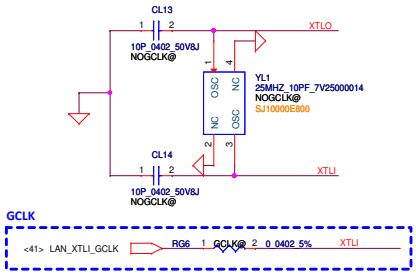 CL13
1 2
XTLO
10P_0402_50V8J
NOGCLK@
1 4
OSC NC
YL1
25MHZ_10PF_7V25000014
NOGCLK@
SJ10000E800
NC OSC
2 3
CL14
1 2
XTLI
10P_0402_50V8J
NOGCLK@
GCLK
<41> LAN_XTLI_GCLK RG6 1 GCLK@ 2 0_0402_5% XTLI